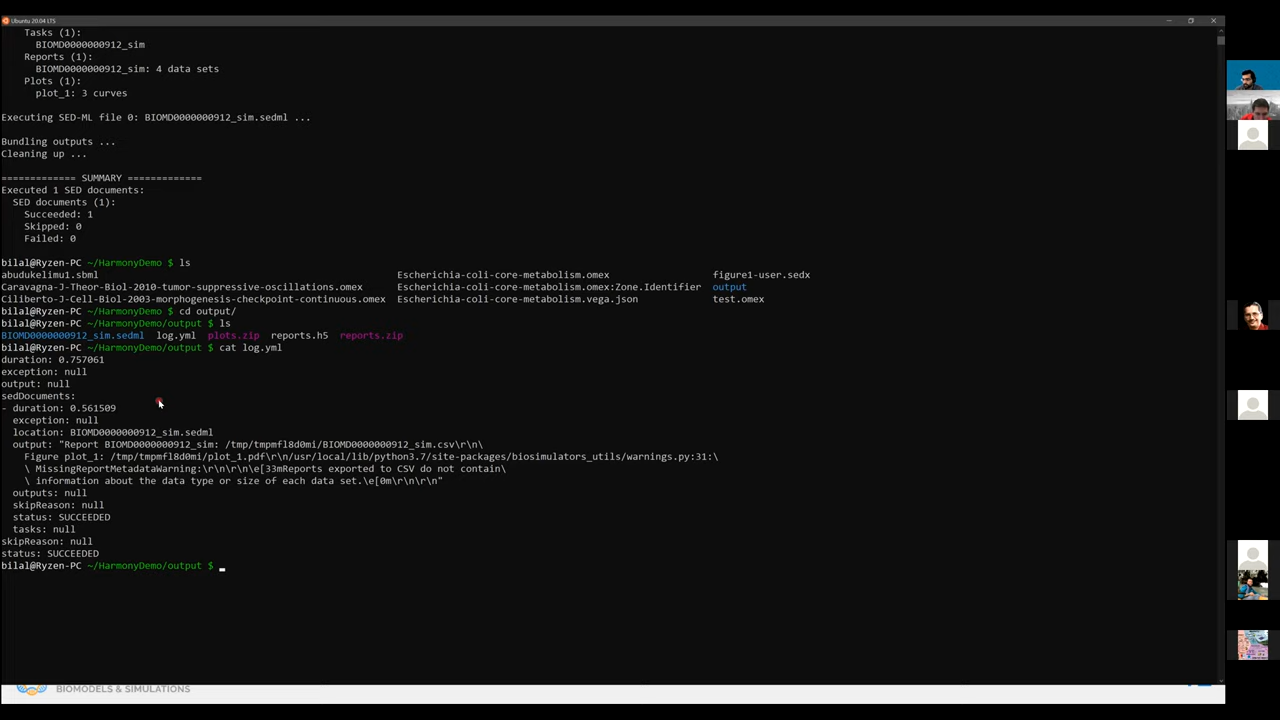 Ubuntu 20.04 LTS
Tasks (1):
BIOMD0000000912_sim
Reports (1):
BIOMD0000000912_sim: 4 data sets
Plots (1):
plot_1: 3 curves
Executing SED-ML file 0: BIOMD0000000912_sim.sedml ...
Bundling outputs ...
Cleaning up ...
============= SUMMARY =============
Executed 1 SED documents:
SED documents (1):
Succeeded: 1
Skipped: 0
Failed: 0
bilal@Ryzen-PC ~/HarmonyDemo $ ls
abudukelimu1.sbml Escherichia-coli-core-metabolism.omex figure1-user.sedx
Caravagna-J-Theor-Biol-2010-tumor-suppressive-oscillations.omex Escherichia-coli-core-metabolism.omex:Zone.Identifier output
Ciliberto-J-Cell-Biol-2003-morphogenesis-checkpoint-continuous.omex Escherichia-coli-core-metabolism.vega.json test.omex
bilal@Ryzen-PC ~/HarmonyDemo $ cd output/
bilal@Ryzen-PC ~/HarmonyDemo/output $ ls
BIOMD0000000912_sim.sedml log.yml plots.zip reports.h5 reports.zip
bilal@Ryzen-PC ~/HarmonyDemo/output $ cat log.yml
duration: 0.757061
exception: null
output: null
sedDocuments:
- duration: 0.561509
exception: null
location: BIOMD0000000912_sim.sedml
output: "Report BIOMD0000000912_sim: /tmp/tmpmfl8d0mi/BIOMD0000000912_sim.csv\r\n\
Figure plot_1: /tmp/tmpmfl8d0mi/plot_1.pdf\r\n/usr/local/lib/python3.7/site-packages/biosimulators_utils/warnings.py:31:\
\ MissingReportMetadataWarning:\r\n\r\n\e[33mReports exported to CSV do not contain\
\ information about the data type or size of each data set.\e[0m\r\n\r\n"
outputs: null
skipReason: null
status: SUCCEEDED
tasks: null
skipReason: null
status: SUCCEEDED
bilal@Ryzen-PC ~/HarmonyDemo/output $
BIOMODELS & SIMULATIONS